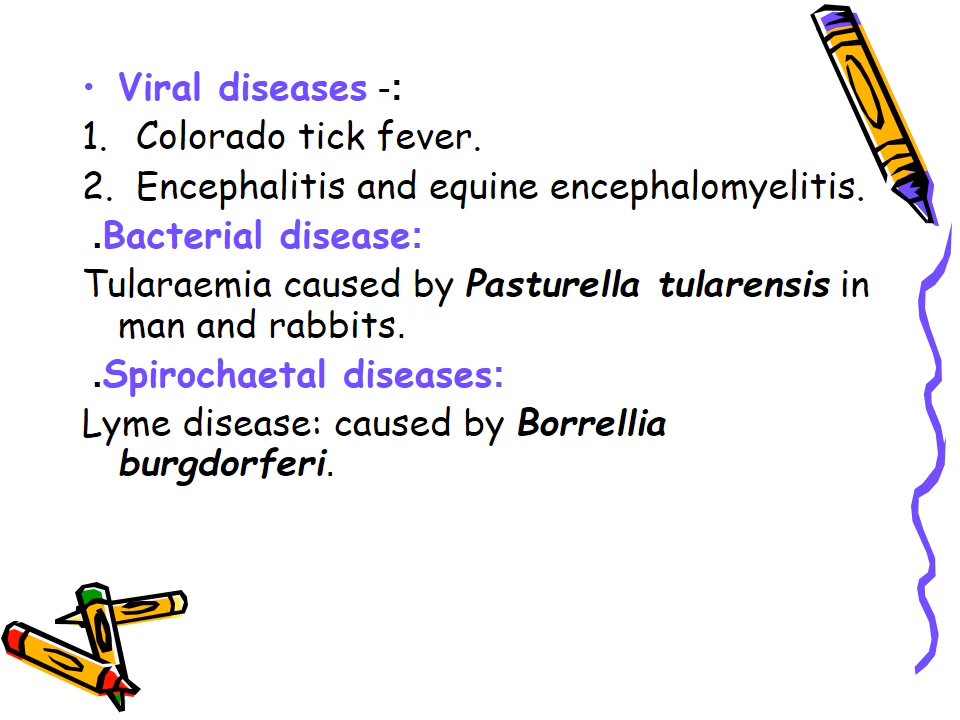 • Viral diseases -:
1. Colorado tick fever.
2. Encephalitis and equine encephalomyelitis.
.Bacterial disease:
Tularaemia caused by Pasturella tularensis in
man and rabbits.
.Spirochaetal diseases:
Lyme disease: caused by Borrellia
burgdorferi.